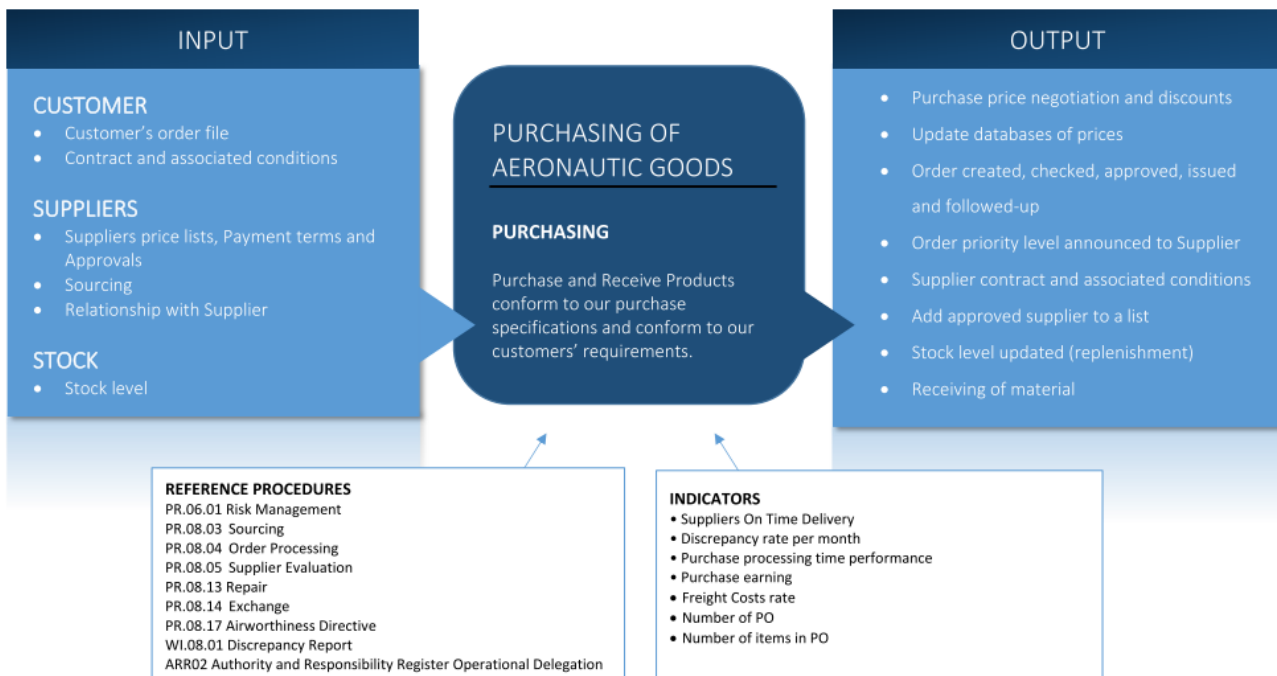 INPUT
CUSTOMER
• Customer's order file
• Contract and associated conditions
SUPPLIERS
• Suppliers price lists, Payment terms and
Approvals
• Sourcing
• Relationship with Supplier
STOCK
• Stock level
PURCHASING OF
AERONAUTIC GOODS
PURCHASING
Purchase and Receive Products
conform to our purchase
specifications and conform to our
customers' requirements.
OUTPUT
• Purchase price negotiation and discounts
• Update databases of prices
• Order created, checked, approved, issued
and followed-up
• Order priority level announced to Supplier
• Supplier contract and associated conditions
• Add approved supplier to a list
• Stock level updated (replenishment)
• Receiving of material
REFERENCE PROCEDURES
PR.06.01 Risk Management
PR.08.03 Sourcing
PR.08.04 Order Processing
PR.08.05 Supplier Evaluation
PR.08.13 Repair
PR.08.14 Exchange
PR.08.17 Airworthiness Directive
WI.08.01 Discrepancy Report
ARR02 Authority and Responsibility Register Operational Delegation
INDICATORS
• Suppliers On Time Delivery
• Discrepancy rate per month
• Purchase processing time performance
• Purchase earning
• Freight Costs rate
• Number of PO
• Number of items in PO